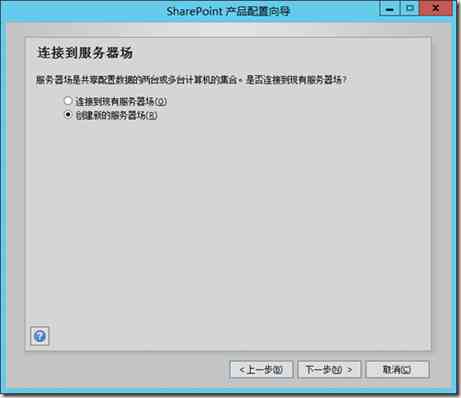 SharePoint 产品配置向导
连接到服务器场
服务器场是共享配置数据的两台或多台计算机的集合。是否连接到现有服务器场?
连接到现有服务器场(O)
创建新的服务器场(R)
?
<上一步(B)
下一步(N) >
取消(C)